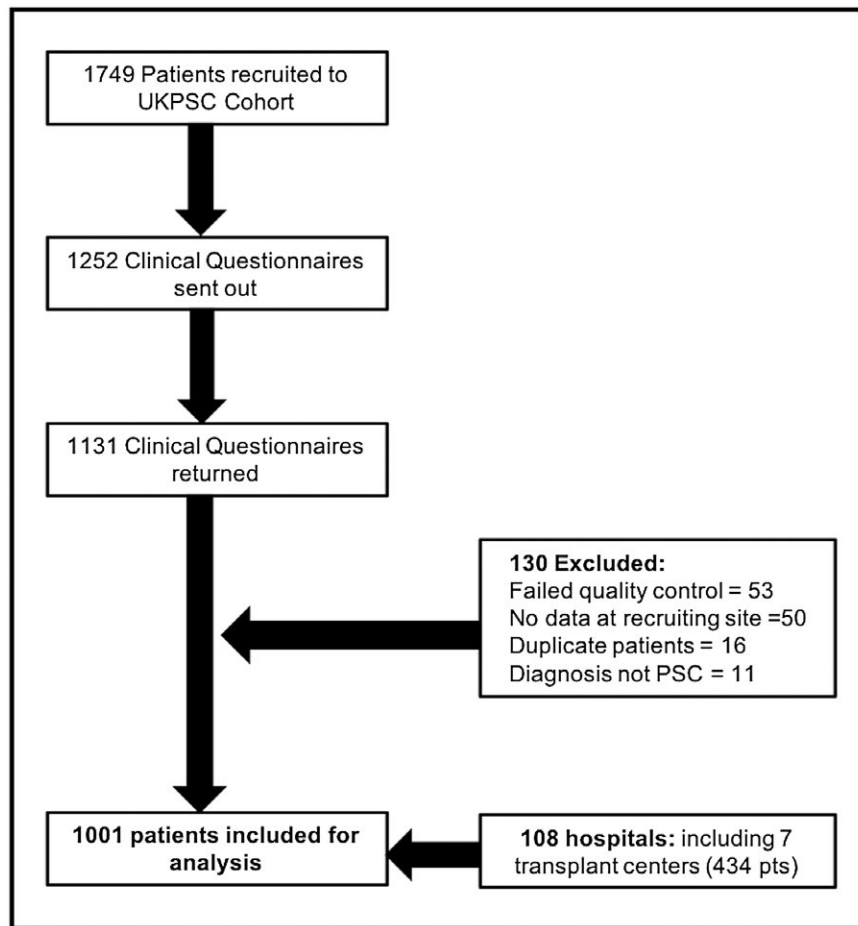 1749 Patients recruited to
UKPSC Cohort
1252 Clinical Questionnaires
sent out
1131 Clinical Questionnaires
returned
130 Excluded:
Failed quality control = 53
No data at recruiting site =50
Duplicate patients = 16
Diagnosis not PSC = 11
1001 patients included for
analysis
108 hospitals: including 7
transplant centers (434 pts)